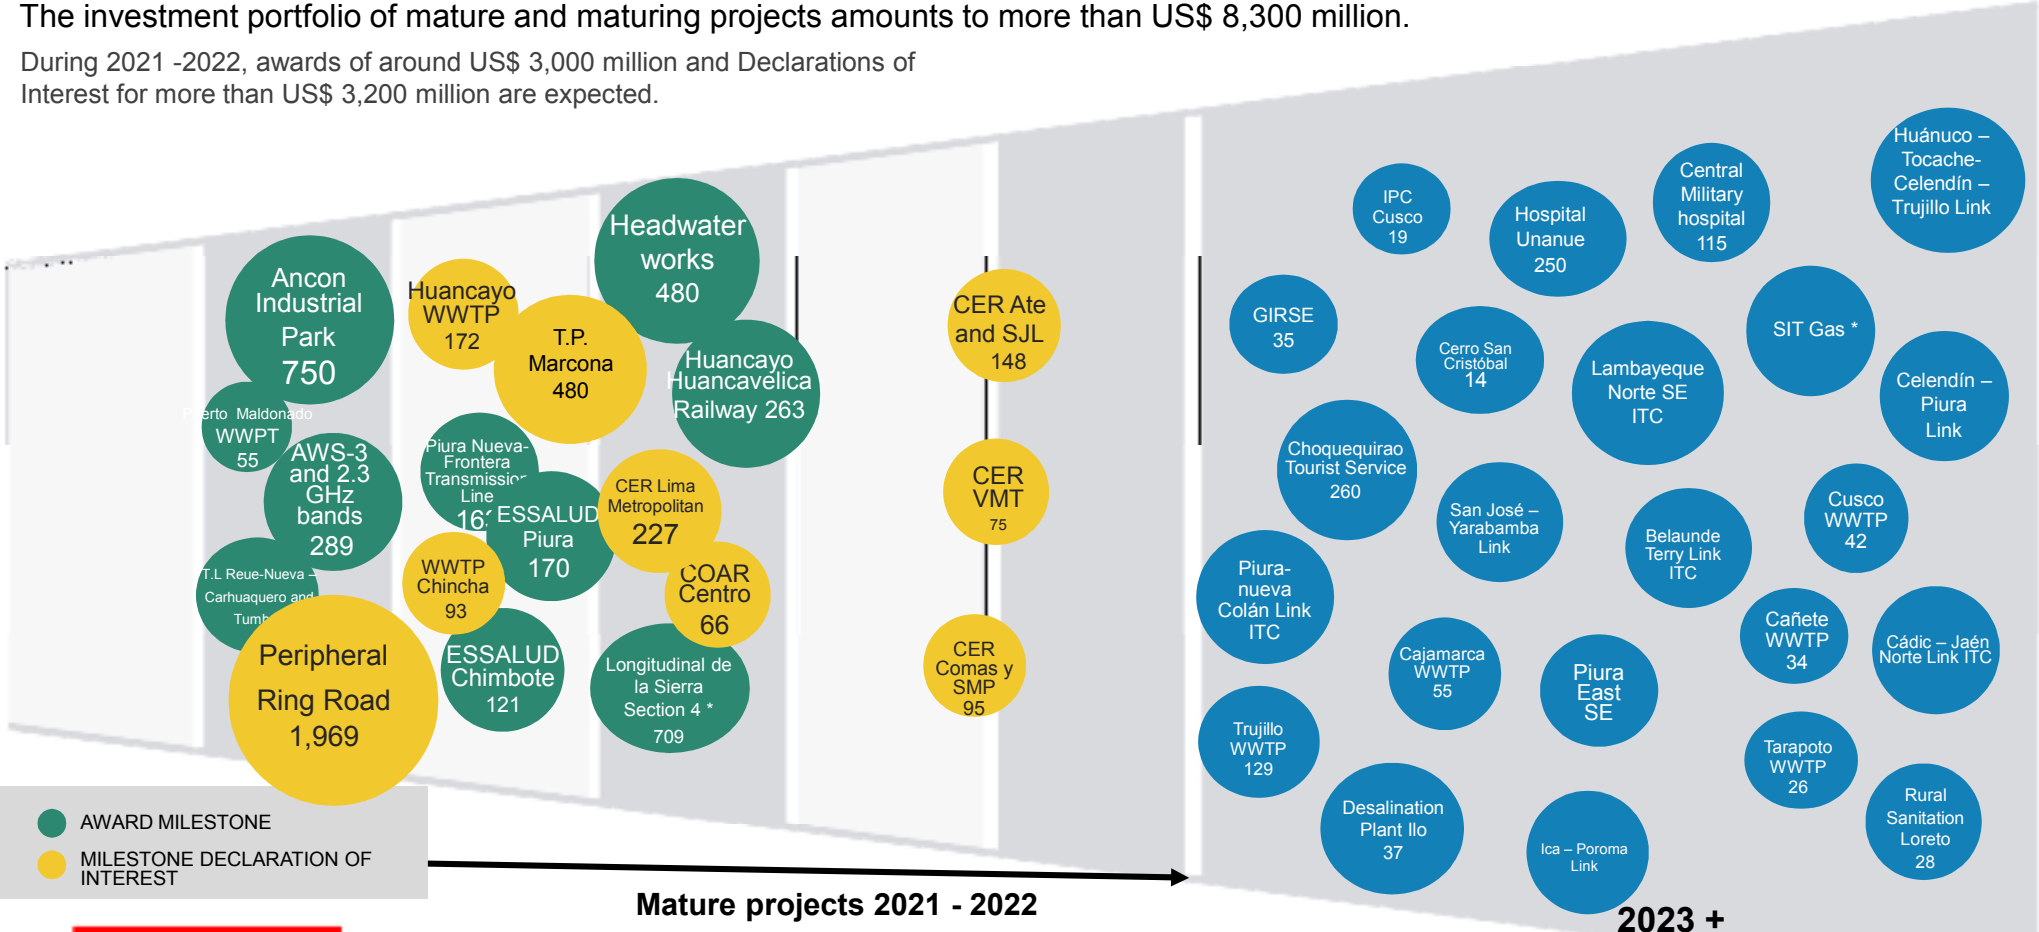 The investment portfolio of mature and maturing projects amounts to more than US$ 8,300 million.
During 2021 -2022, awards of around US$ 3,000 million and Declarations of
Interest for more than US$ 3,200 million are expected.
Ancon
Industrial
Park
750
Maldonado
WWPT
55
AWS-3
and 2.3
GHz
bands
289
T.L Reue-Nueva –
Carhuaquero and
Peripheral
Ring Road
1,969
Huancayo
WWTP
172
T.P.
Marcona
480
Piura Nueva-
Frontera
Transmission
Line
ESSALUD
Piura
170
WWTP
Chincha
93
ESSALUD
Chimbote
121
Headwater
works
480
Huancayo
Huancavelica
Railway 263
CER Lima
Metropolitan
227
COAR
Centro
66
Longitudinal de
la Sierra
Section 4 *
709
CER Ate
and SJL
148
CER
VMT
75
CER
Comas y
SMP
95
IPC
Cusco
19
Hospital
Unanue
250
Central
Military
hospital
115
Huánuco –
Tocache-
Celendín –
Trujillo Link
GIRSE
35
Cerro San
Cristóbal
14
Lambayeque
Norte SE
ITC
SIT Gas *
Celendín –
Piura
Link
Choquequirao
Tourist Service
260
San José –
Yarabamba
Link
Belaunde
Terry Link
ITC
Cusco
WWTP
42
Piura-
nueva
Colán Link
ITC
Cajamarca
WWTP
55
Piura
East
SE
Cañete
WWTP
34
Cádic – Jaén
Norte Link ITC
Trujillo
WWTP
129
Desalination
Plant Ilo
37
Ica – Poroma
Link
Tarapoto
WWTP
26
Rural
Sanitation
Loreto
28
AWARD MILESTONE
MILESTONE DECLARATION OF
INTEREST
Mature projects 2021 - 2022
2023 +